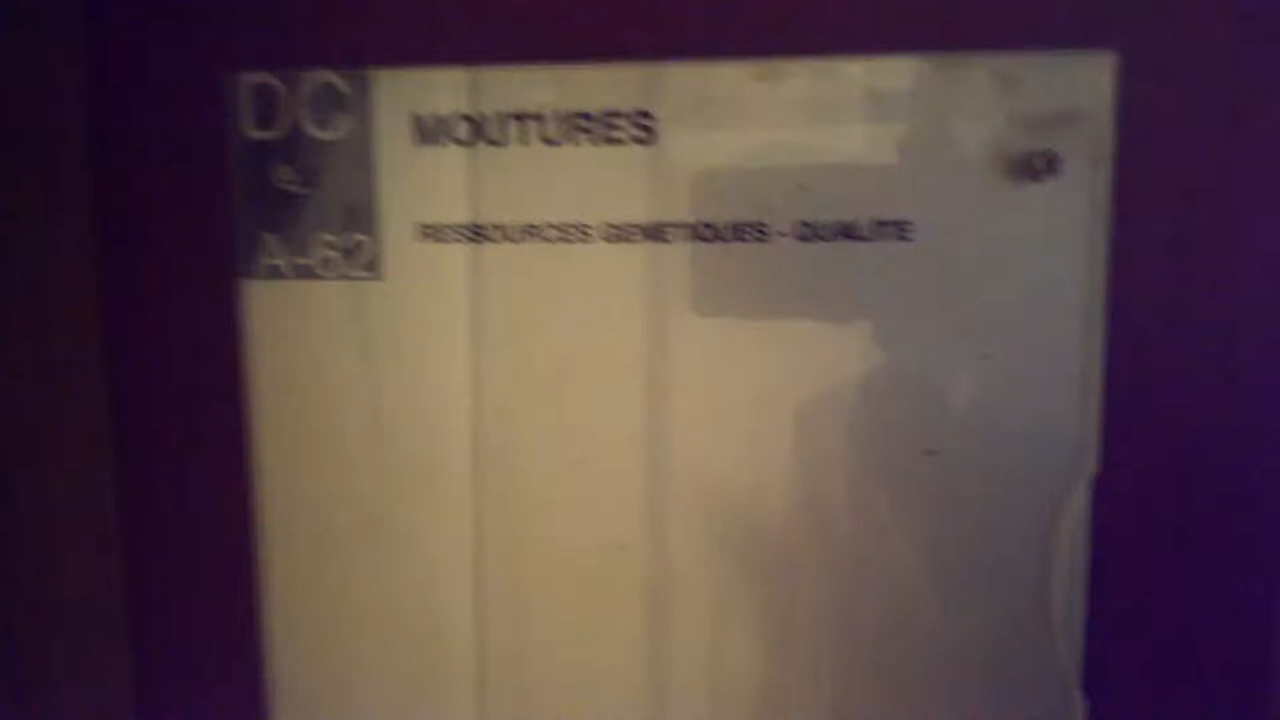 DC
A-62
MOUTURES
RESSOURCES GENETIQUES - QUALITE